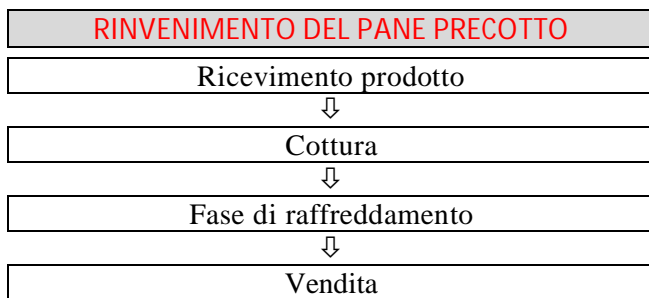 RINVENIMENTO DEL PANE PRECOTTO
Ricevimento prodotto
⇩
Cottura
⇩
Fase di raffreddamento
⇩
Vendita